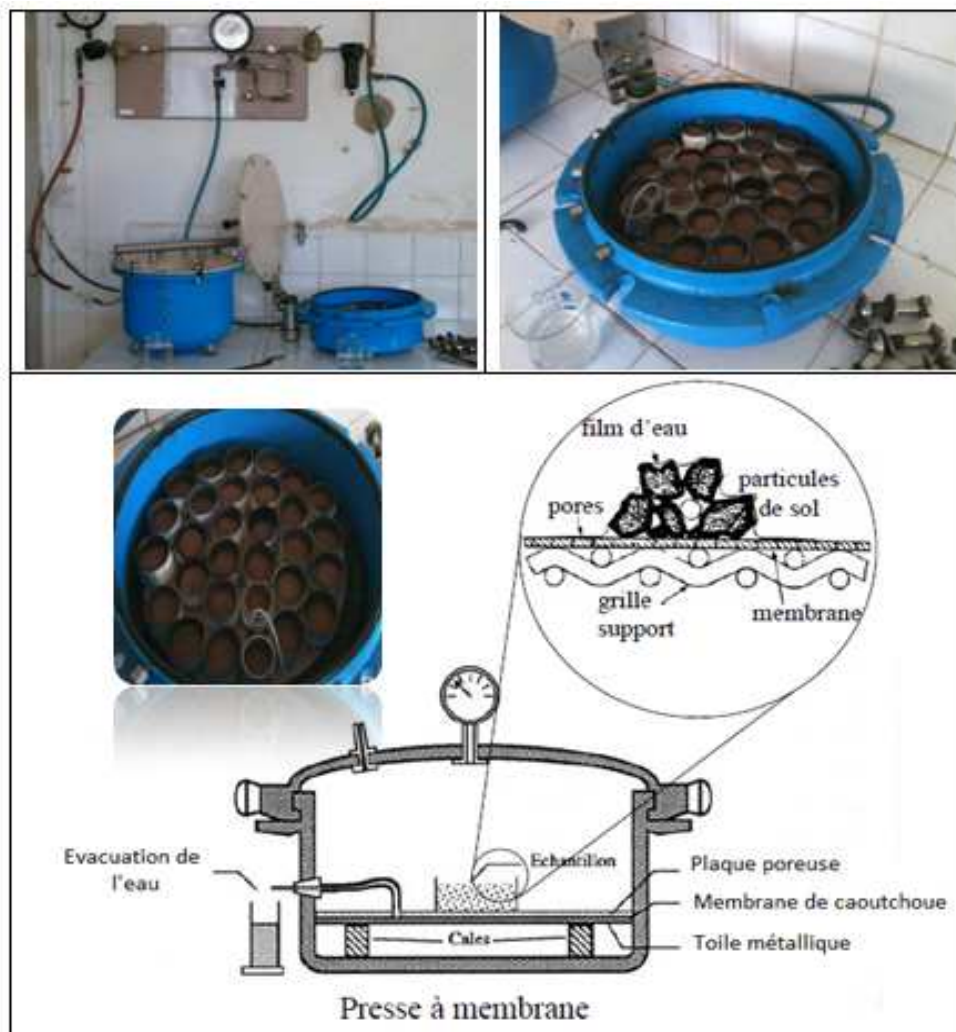 film d'eau
particules
de sol
pores
grille
support
membrane
Evacuation de
l'eau
Echantillon
Plaque poreuse
Membrane de caoutchoue
Toile métallique
Cales
Presse à membrane